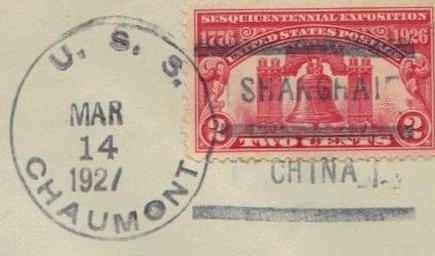 U. S. S.
MAR
14
1927
CHAUMONT
SESQUICENTENNIAL EXPOSITION
1776 1926
UNITED STATES POSTAGE
SHANGHAI
2 2
TWO CENTS
CHINA